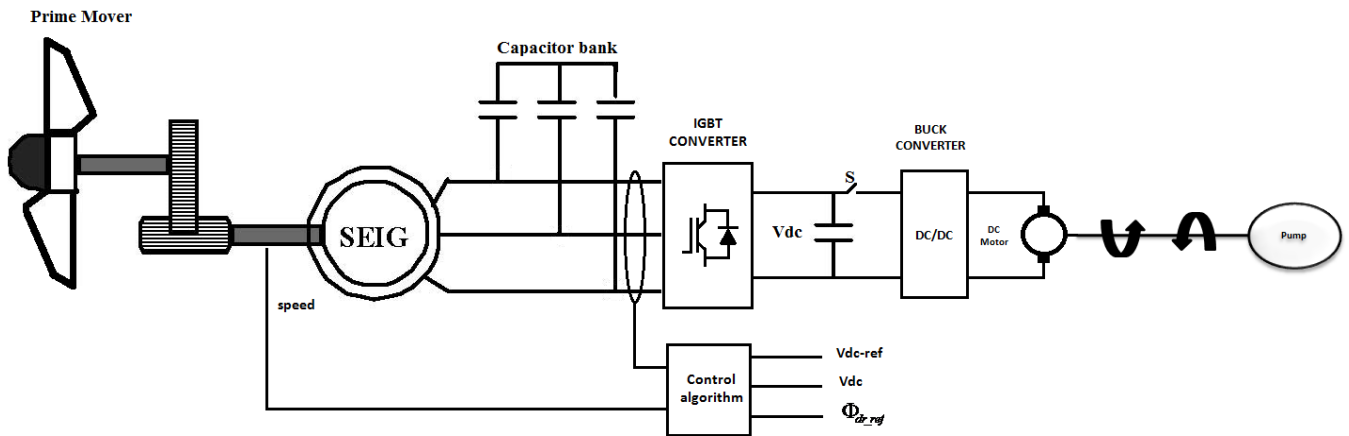 Prime Mover
Capacitor bank
IGBT
CONVERTER
BUCK
CONVERTER
S
SEIG
Vdc
DC/DC
DC
Motor
Pump
speed
Control
algorithm
Vdc-ref
Vdc
Φdr_ref